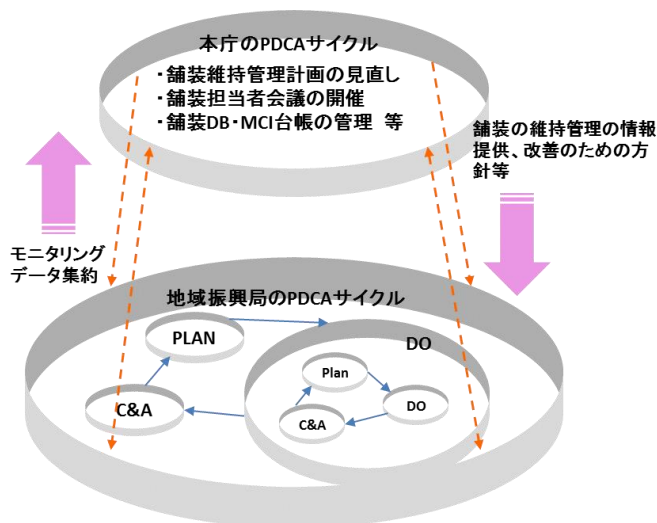 本庁のPDCAサイクル
・舗装維持管理計画の見直し
・舗装担当者会議の開催
・舗装DB・MCI台帳の管理 等
舗装の維持管理の情報
提供、改善のための方
針等
モニタリング
データ集約
地域振興局のPDCAサイクル
PLAN
DO
Plan
DO
C&A
C&A